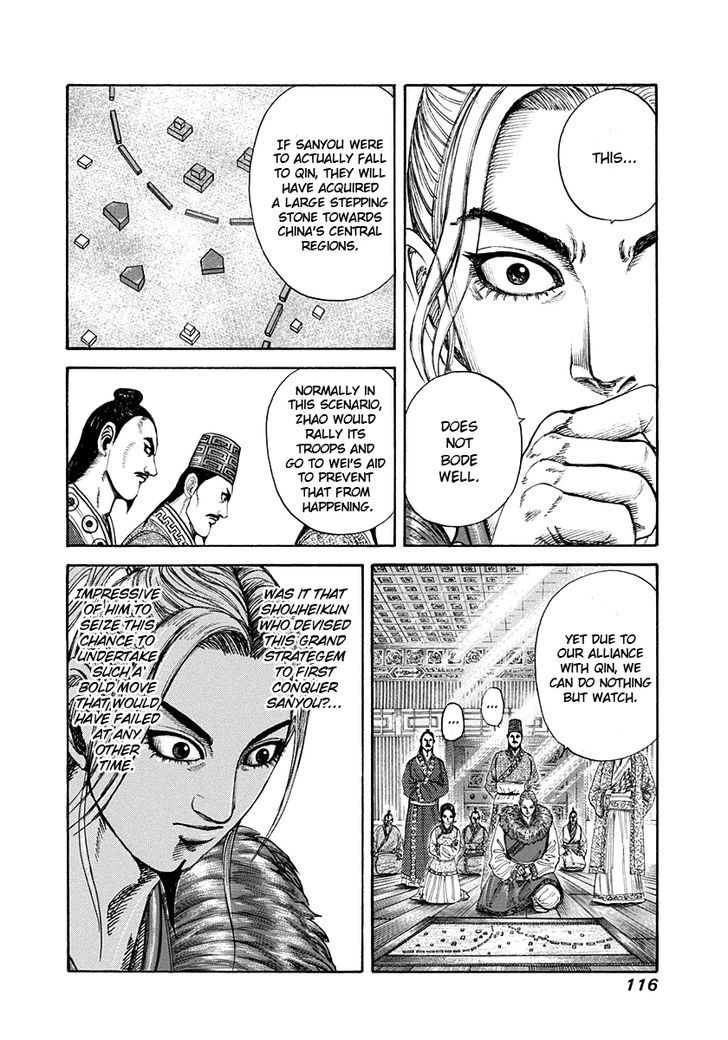 THIS...
DOES
NOT
BODE
WELL.
IF SANYOU WERE
TO ACTUALLY FALL
TO QIN, THEY WILL
HAVE ACQUIRED
A LARGE STEPPING
STONE TOWARDS
CHINA'S CENTRAL
REGIONS.
NORMALLY IN
THIS SCENARIO,
ZHAO WOULD
RALLY ITS
TROOPS AND
GO TO WEI'S AID
TO PREVENT
THAT FROM
HAPPENING.
YET DUE TO
OUR ALLIANCE
WITH QIN, WE
CAN DO NOTHING
BUT WATCH.
...
...
WAS IT THAT
SHOUHEIKUN
WHO DEVISED
THIS GRAND
STRATEGEM
TO FIRST
CONQUER
SANYOU?...
IMPRESSIVE
OF HIM TO
SEIZE THIS
CHANCE TO
UNDERTAKE
SUCH A
BOLD MOVE
THAT WOULD
HAVE FAILED
AT ANY
OTHER
TIME.
116